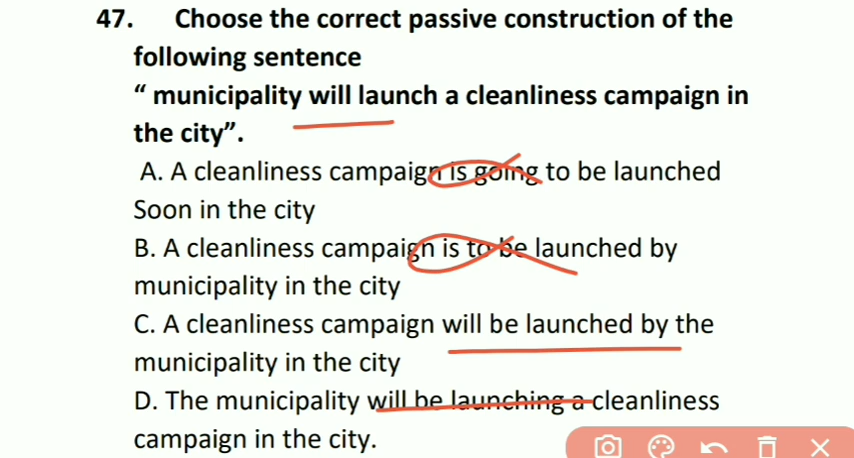 47. Choose the correct passive construction of the
following sentence
“ municipality will launch a cleanliness campaign in
the city”.
A. A cleanliness campaign is going to be launched
Soon in the city
B. A cleanliness campaign is to be launched by
municipality in the city
C. A cleanliness campaign will be launched by the
municipality in the city
D. The municipality will be launching a cleanliness
campaign in the city.